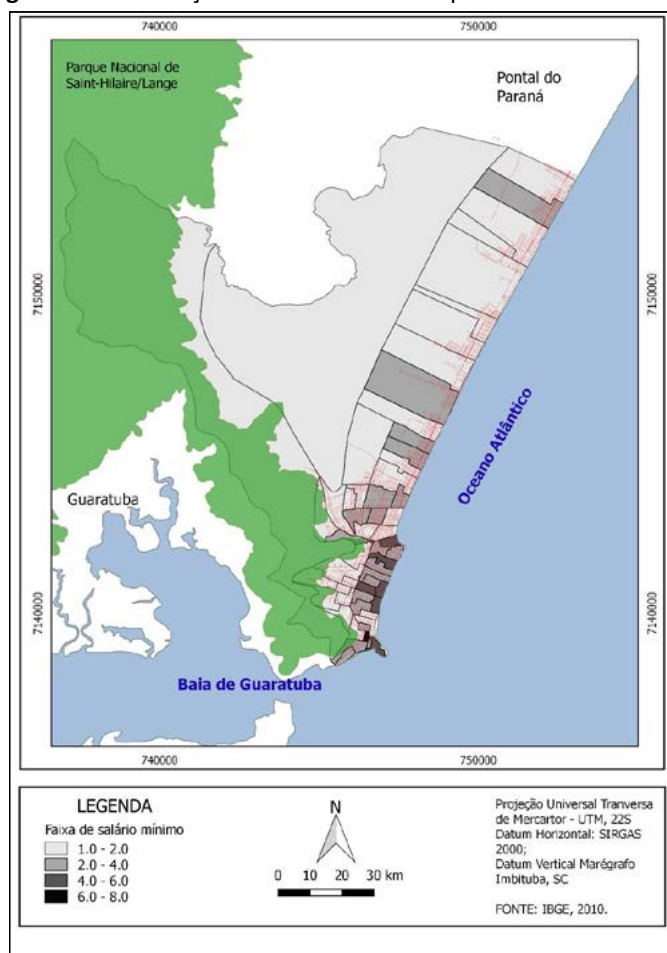 740000 750000
Parque Nacional de
Saint-Hilaire/Lange
Pontal do
Paraná
7150000 7150000
Oceano Atlântico
Guaratuba
7140000 7140000
Baia de Guaratuba
740000 750000
LEGENDA
Faixa de salário mínimo
1.0 - 2.0
2.0 - 4.0
4.0 - 6.0
6.0 - 8.0
N
0 10 20 30 km
Projeção Universal Tranversa
de Mercartor - UTM, 22S
Datum Horizontal: SIRGAS
2000;
Datum Vertical Marégrafo
Imbituba, SC
FONTE: IBGE, 2010.